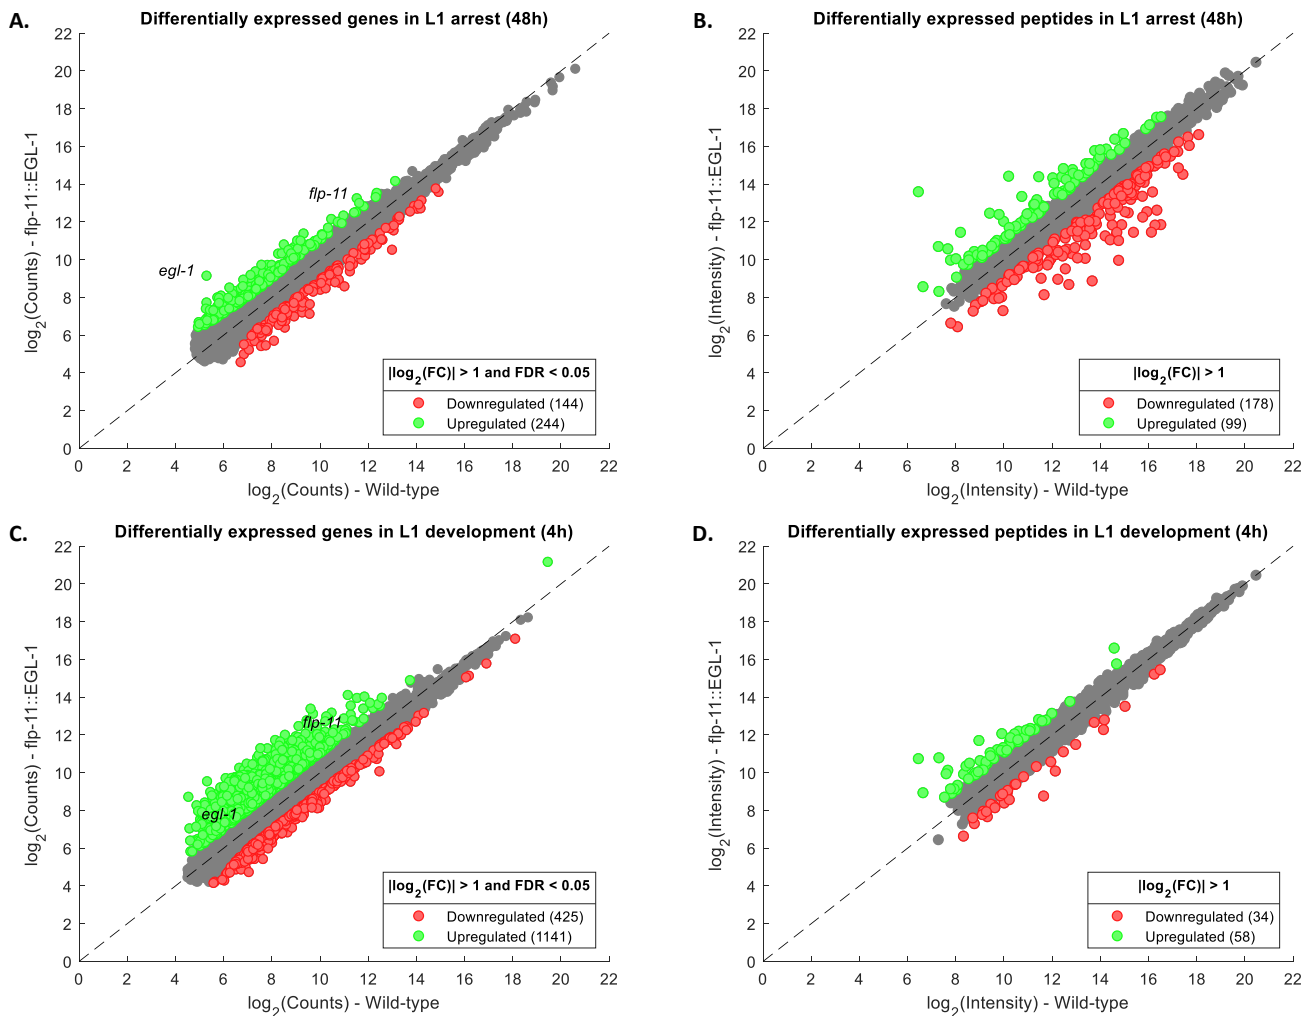 A.
Differentially expressed genes in L1 arrest (48h)
22
20
18
16
14
12
10
8
6
4
2
0
log2(Counts) - flp-11::EGL-1
flp-11
egl-1
|log2(FC)| > 1 and FDR < 0.05
Downregulated (144)
Upregulated (244)
0 2 4 6 8 10 12 14 16 18 20 22
log2(Counts) - Wild-type
B.
Differentially expressed peptides in L1 arrest (48h)
22
20
18
16
14
12
10
8
6
4
2
0
log2(Intensity) - flp-11::EGL-1
|log2(FC)| > 1
Downregulated (178)
Upregulated (99)
0 2 4 6 8 10 12 14 16 18 20 22
log2(Intensity) - Wild-type
C.
Differentially expressed genes in L1 development (4h)
22
20
18
16
14
12
10
8
6
4
2
0
log2(Counts) - flp-11::EGL-1
flp-11
egl-1
|log2(FC)| > 1 and FDR < 0.05
Downregulated (425)
Upregulated (1141)
0 2 4 6 8 10 12 14 16 18 20 22
log2(Counts) - Wild-type
D.
Differentially expressed peptides in L1 development (4h)
22
20
18
16
14
12
10
8
6
4
2
0
log2(Intensity) - flp-11::EGL-1
|log2(FC)| > 1
Downregulated (34)
Upregulated (58)
0 2 4 6 8 10 12 14 16 18 20 22
log2(Intensity) - Wild-type